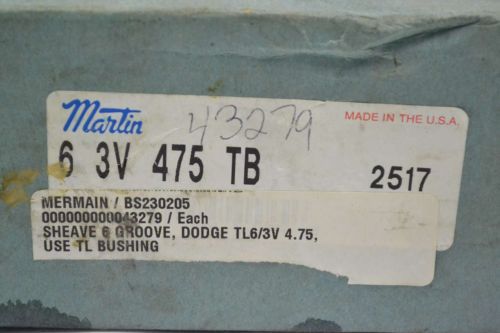 Martin
43279
MADE IN THE U.S.A.
6 3V 475 TB
2517
MERMAIN / BS230205
000000000043279 / Each
SHEAVE 6 GROOVE, DODGE TL6/3V 4.75,
USE TL BUSHING